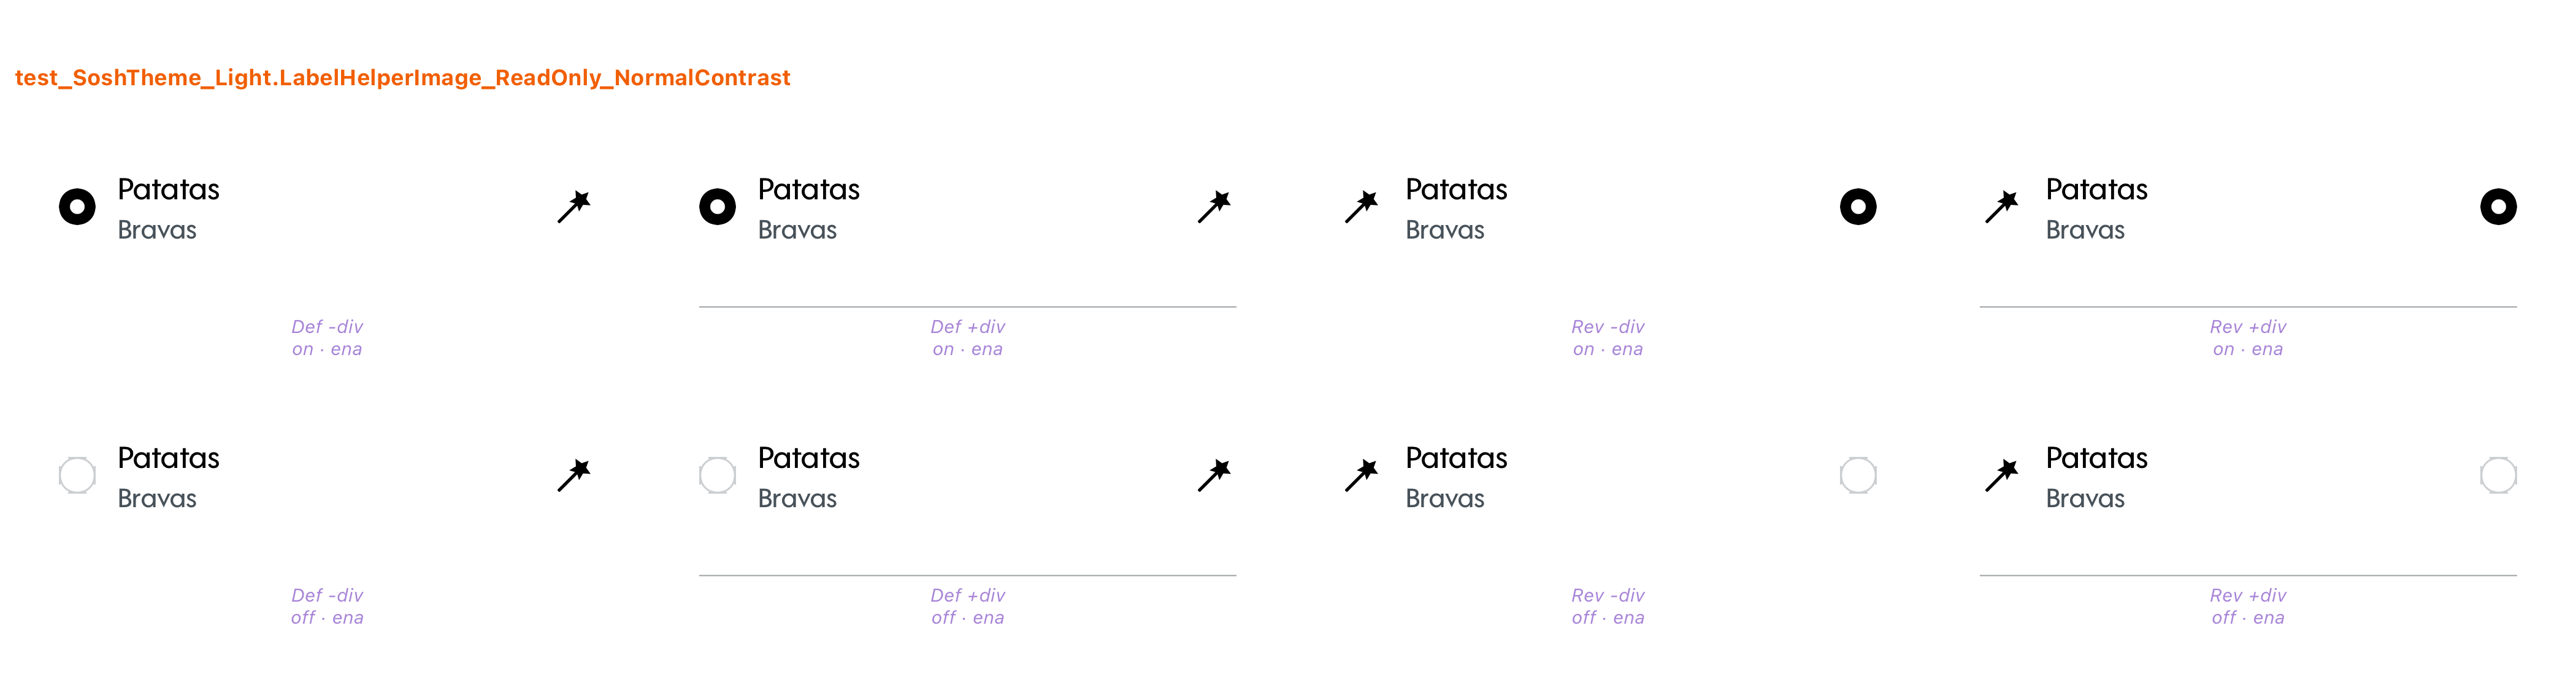 test_SoshTheme_Light.LabelHelperImage_ReadOnly_NormalContrast
Patatas
Bravas
Def -div
on · ena
Patatas
Bravas
Def +div
on · ena
Patatas
Bravas
Rev -div
on · ena
Patatas
Bravas
Rev +div
on · ena
Patatas
Bravas
Def -div
off · ena
Patatas
Bravas
Def +div
off · ena
Patatas
Bravas
Rev -div
off · ena
Patatas
Bravas
Rev +div
off · ena